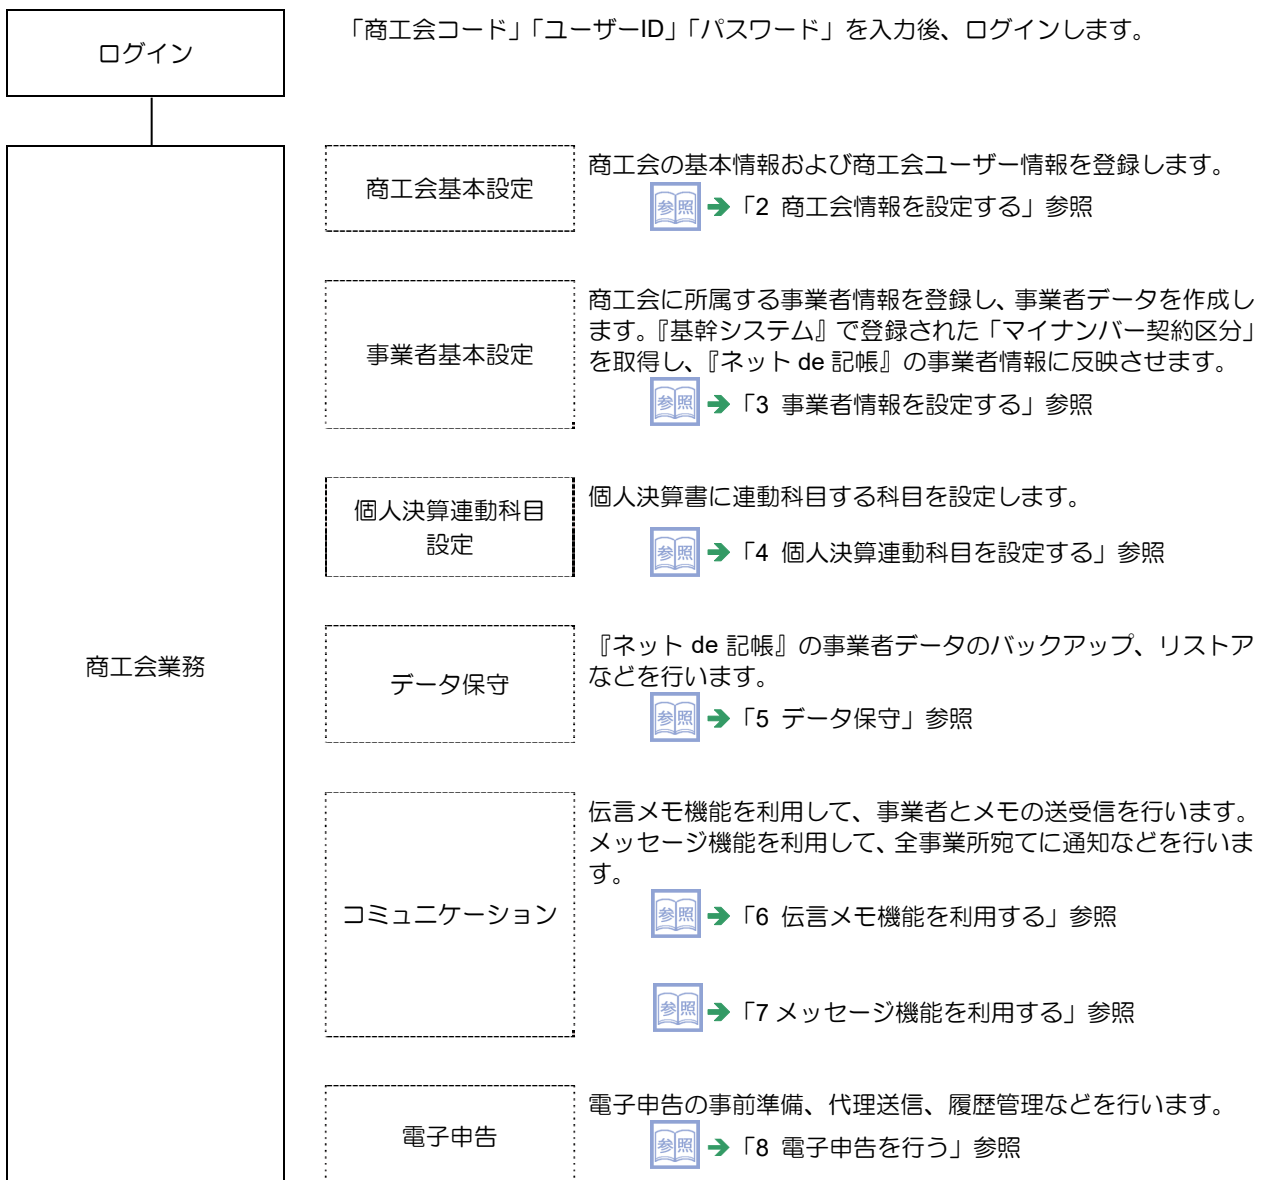 ログイン
「商工会コード」「ユーザーID」「パスワード」を入力後、ログインします。
商工会業務
商工会基本設定
商工会の基本情報および商工会ユーザー情報を登録します。
参照 → 「2 商工会情報を設定する」参照
事業者基本設定
商工会に所属する事業者情報を登録し、事業者データを作成し
ます。『基幹システム』で登録された「マイナンバー契約区分」
を取得し、『ネット de 記帳』の事業者情報に反映させます。
参照 → 「3 事業者情報を設定する」参照
個人決算連動科目
設定
個人決算書に連動科目する科目を設定します。
参照 → 「4 個人決算連動科目を設定する」参照
データ保守
『ネット de 記帳』の事業者データのバックアップ、リストア
などを行います。
参照 → 「5 データ保守」参照
コミュニケーション
伝言メモ機能を利用して、事業者とメモの送受信を行います。
メッセージ機能を利用して、全事業所宛てに通知などを行いま
す。
参照 → 「6 伝言メモ機能を利用する」参照
参照 → 「7 メッセージ機能を利用する」参照
電子申告
電子申告の事前準備、代理送信、履歴管理などを行います。
参照 → 「8 電子申告を行う」参照